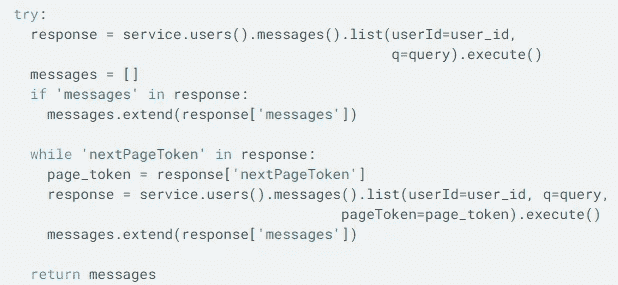 try:
  response = service.users().messages().list(userId=user_id,
                                             q=query).execute()
  messages = []
  if 'messages' in response:
    messages.extend(response['messages'])

  while 'nextPageToken' in response:
    page_token = response['nextPageToken']
    response = service.users().messages().list(userId=user_id, q=query,
                                       pageToken=page_token).execute()
    messages.extend(response['messages'])

  return messages